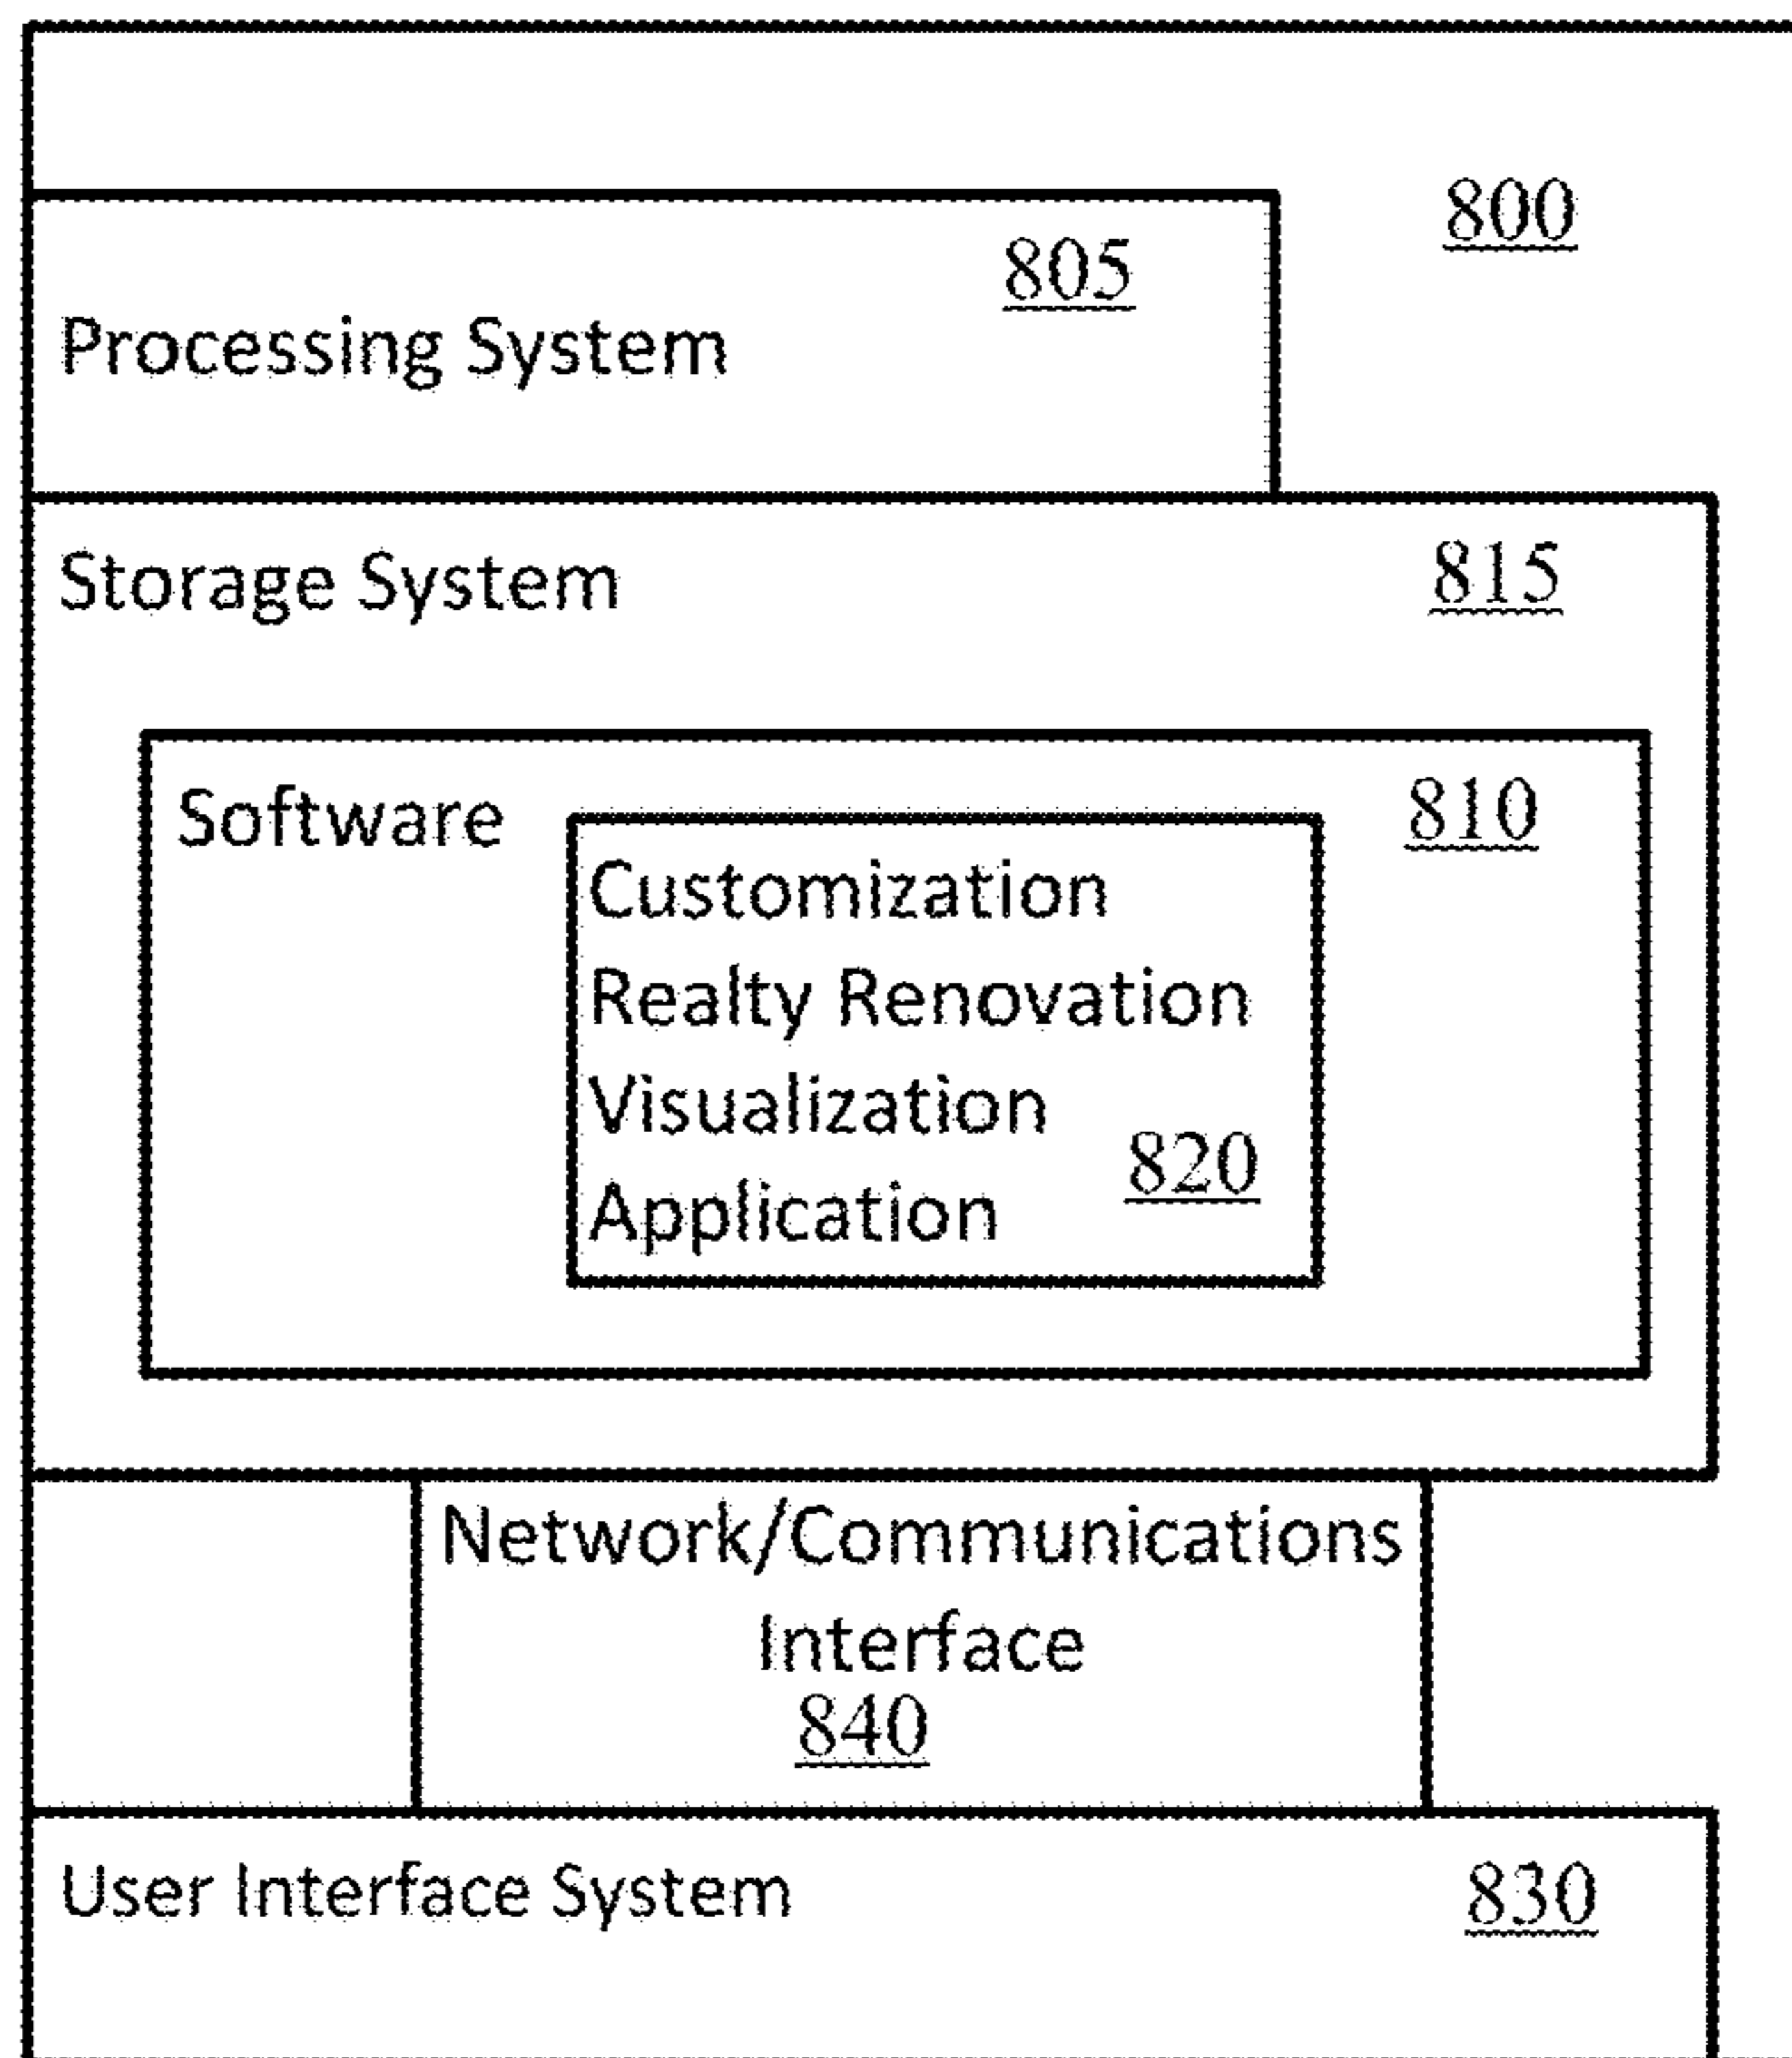 800
805
Processing System
Storage System
815
Software
810
Customization
Realty Renovation
Visualization
820
Application
Network/Communications
Interface
840
User Interface System
830